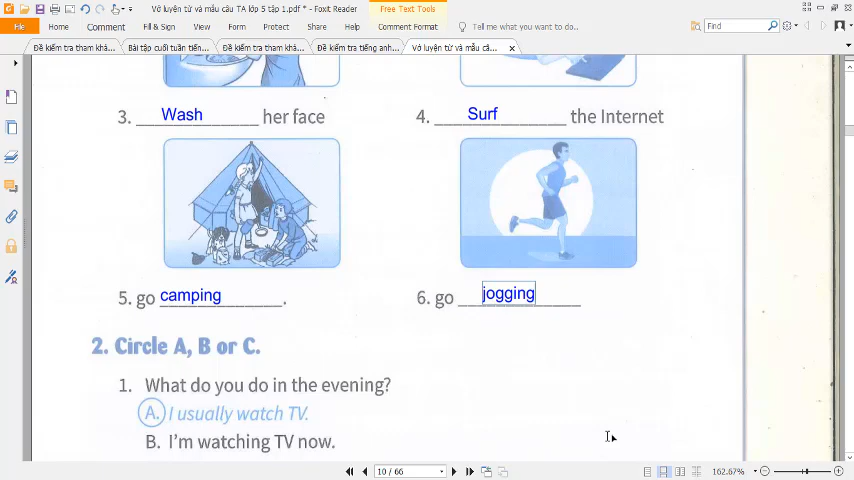 Vở luyện từ và mẫu câu TA lớp 5 tập 1.pdf * - Foxit Reader
Free Text Tools
File
Home
Comment
Fill & Sign
View
Form
Protect
Share
Help
Comment Format
Tell me what you want to do...
Find
Đề kiểm tra tham khả...
Bài tập cuối tuần tiến...
Đề kiểm tra tham khả...
Đề kiểm tra tiếng anh...
Vở luyện từ và mẫu câ...
3. Wash her face
4. Surf the Internet
5. go camping.
6. go jogging
2. Circle A, B or C.
1. What do you do in the evening?
A. I usually watch TV.
B. I'm watching TV now.
10 / 66
162.67%